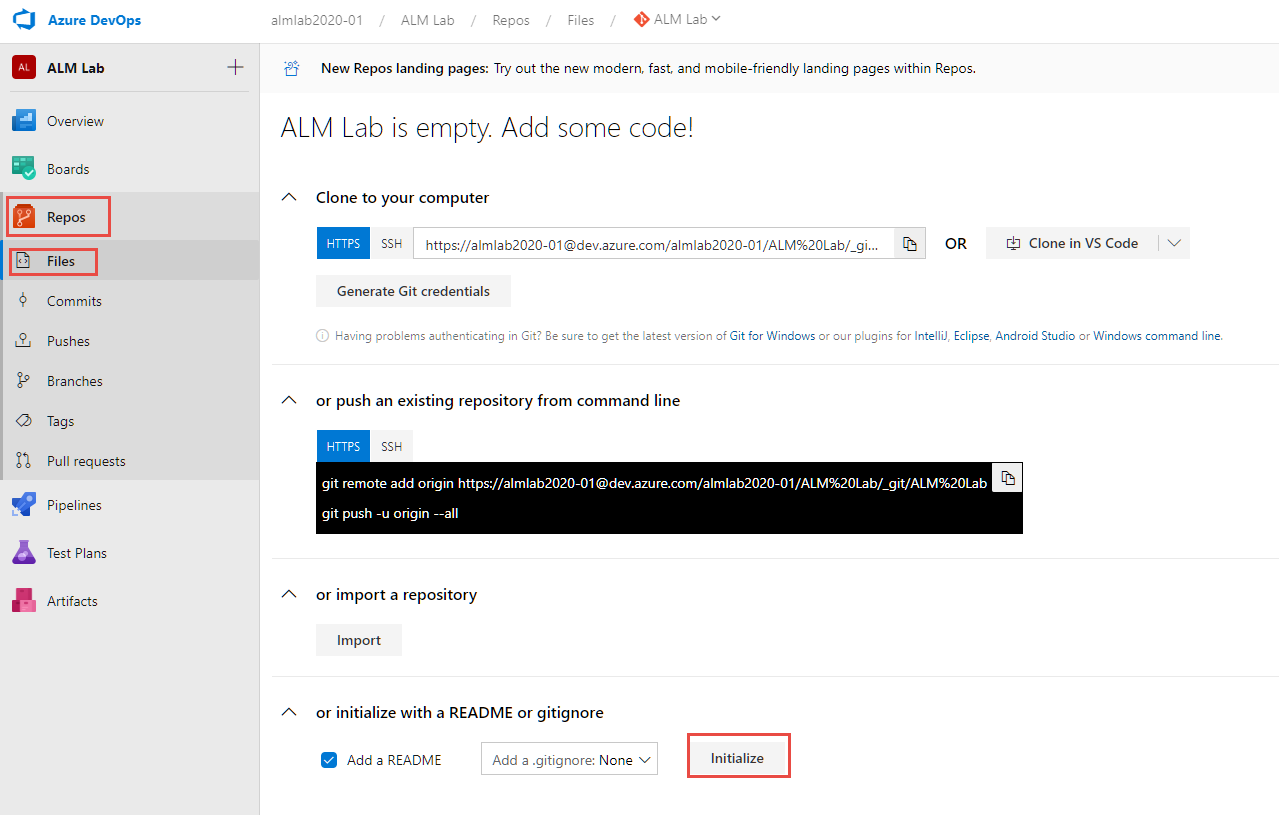 Azure DevOps
almlab2020-01 / ALM Lab / Repos / Files / ALM Lab
AL ALM Lab
New Repos landing pages: Try out the new modern, fast, and mobile-friendly landing pages within Repos.
Overview
Boards
Repos
Files
Commits
Pushes
Branches
Tags
Pull requests
Pipelines
Test Plans
Artifacts
ALM Lab is empty. Add some code!
Clone to your computer
HTTPS SSH https://almlab2020-01@dev.azure.com/almlab2020-01/ALM%20Lab/_gi... OR Clone in VS Code
Generate Git credentials
Having problems authenticating in Git? Be sure to get the latest version of Git for Windows or our plugins for IntelliJ, Eclipse, Android Studio or Windows command line.
or push an existing repository from command line
HTTPS SSH
git remote add origin https://almlab2020-01@dev.azure.com/almlab2020-01/ALM%20Lab/_git/ALM%20Lab
git push -u origin --all
or import a repository
Import
or initialize with a README or gitignore
Add a README Add a .gitignore: None Initialize